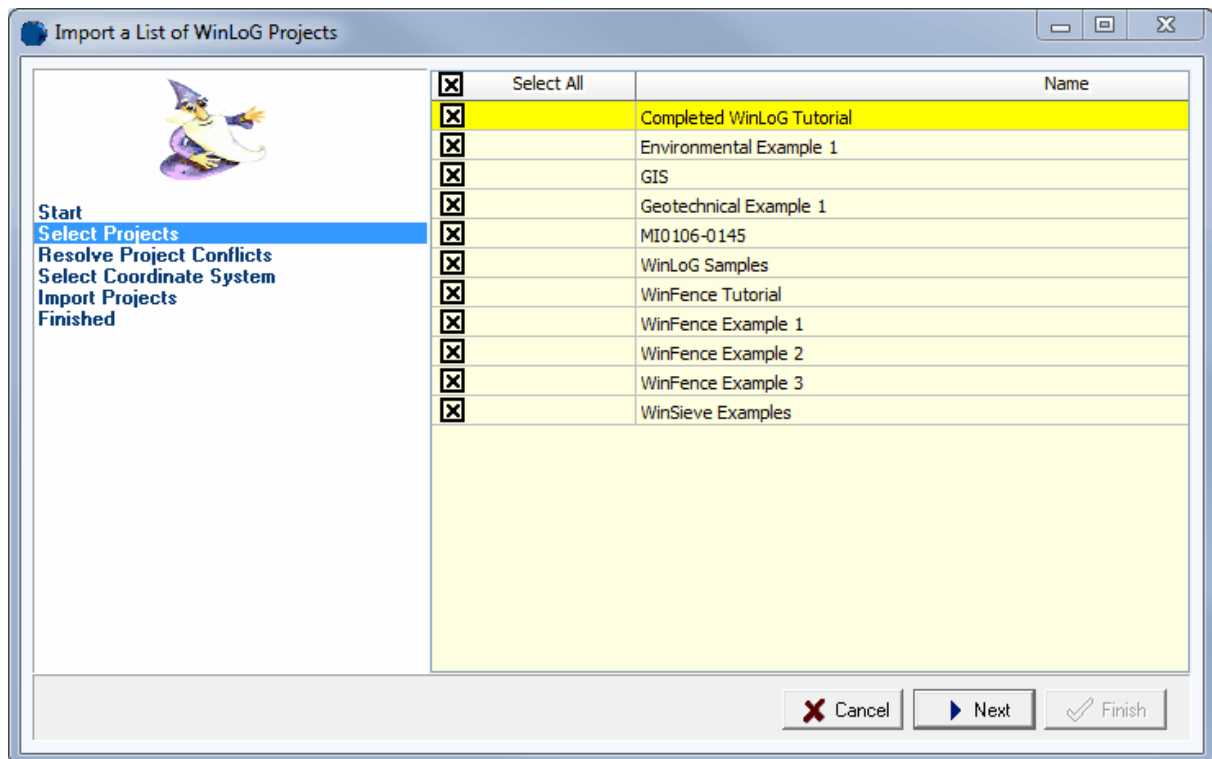 Import a List of WinLoG Projects
Start
Select Projects
Resolve Project Conflicts
Select Coordinate System
Import Projects
Finished
Select All Name
Completed WinLoG Tutorial
Environmental Example 1
GIS
Geotechnical Example 1
MI0106-0145
WinLoG Samples
WinFence Tutorial
WinFence Example 1
WinFence Example 2
WinFence Example 3
WinSieve Examples
Cancel Next Finish